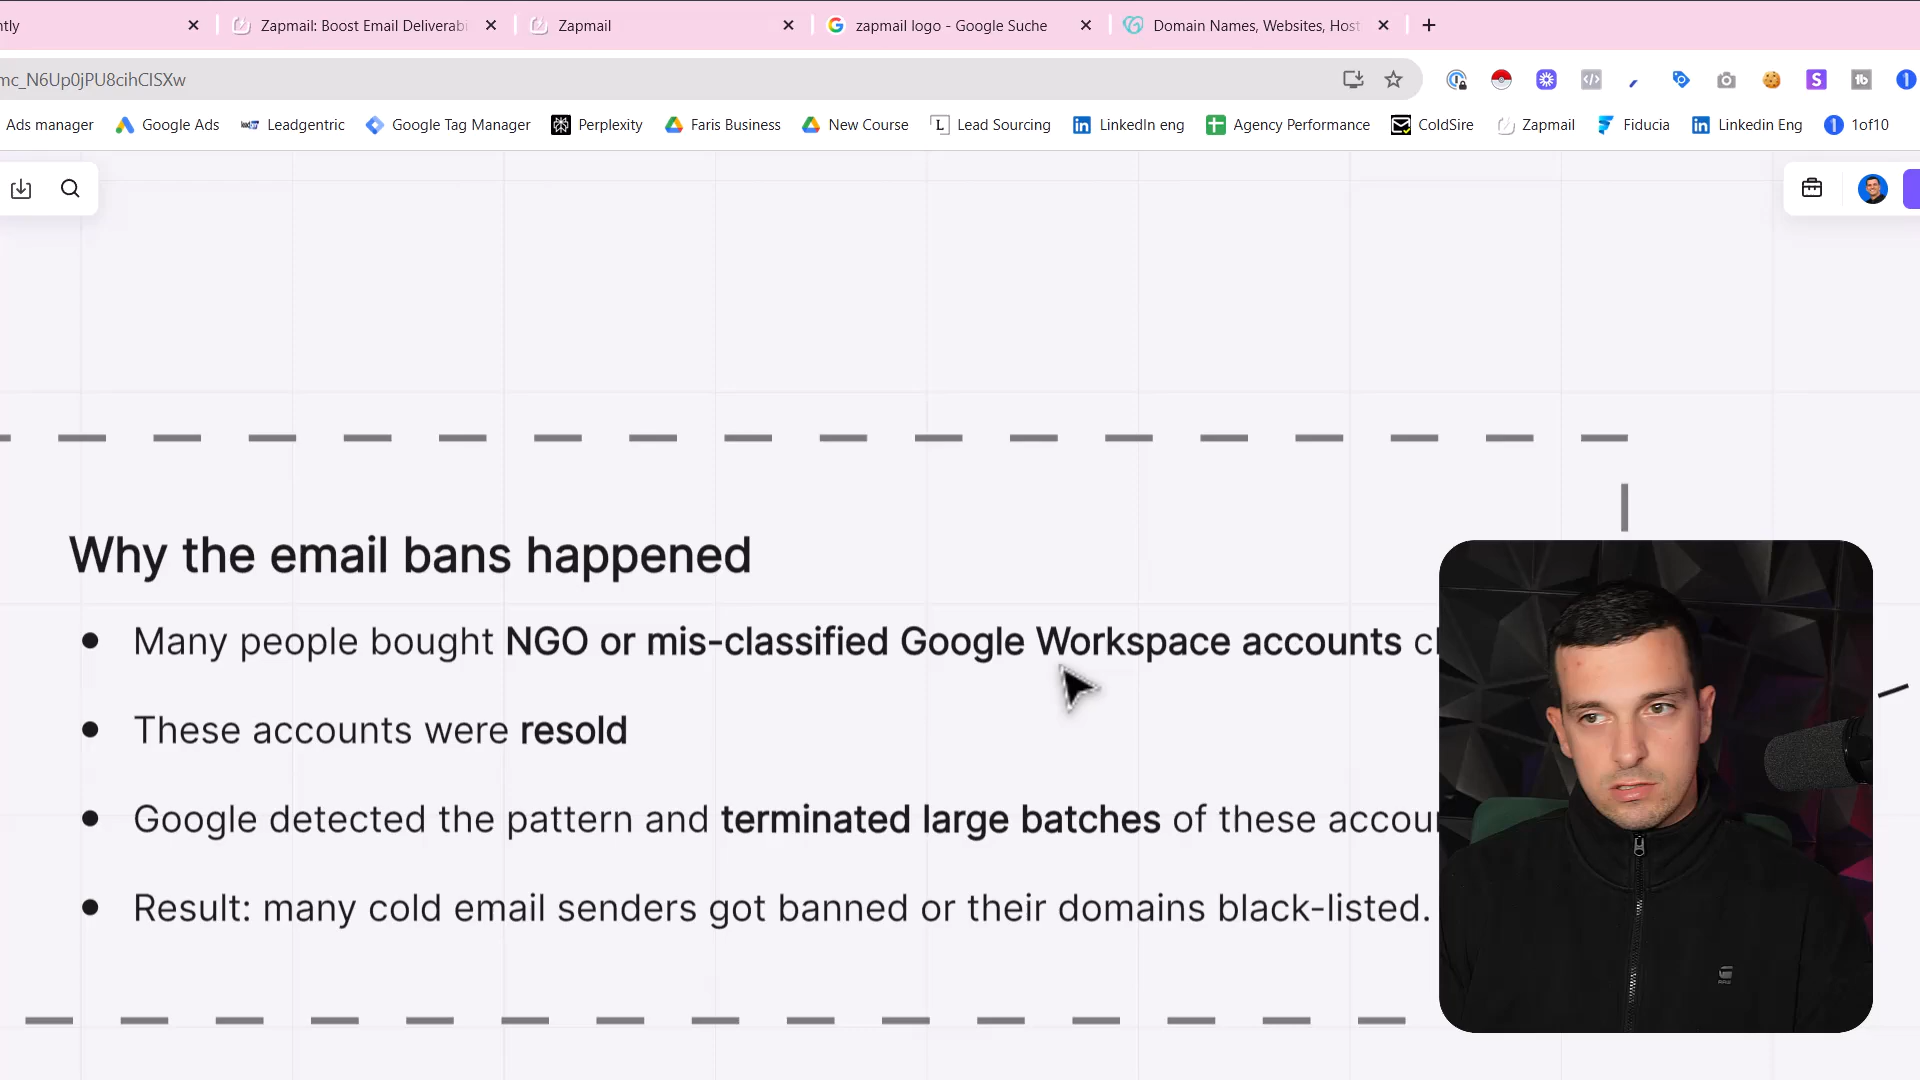 ntly
Zapmail: Boost Email Deliverabi
Zapmail
zapmail logo - Google Suche
Domain Names, Websites, Host
mc_N6Up0jPU8cihCISXw
Ads manager
Google Ads
Leadgentric
Google Tag Manager
Perplexity
Faris Business
New Course
Lead Sourcing
LinkedIn eng
Agency Performance
ColdSire
Zapmail
Fiducia
Linkedin Eng
1of10
Why the email bans happened
Many people bought NGO or mis-classified Google Workspace accounts
These accounts were resold
Google detected the pattern and terminated large batches of these accou
Result: many cold email senders got banned or their domains black-listed.